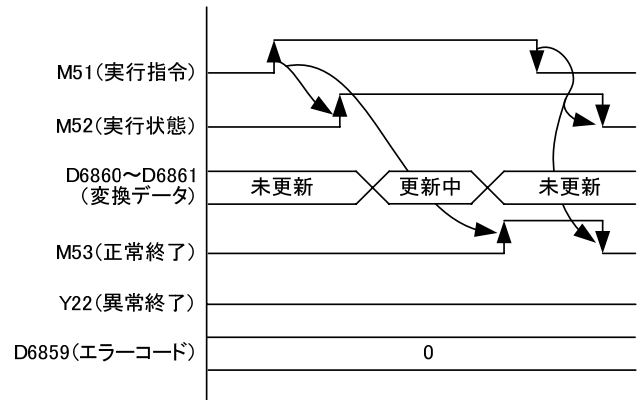 M51(実行指令)
M52(実行状態)
D6860～D6861
(変換データ)
未更新
更新中
未更新
M53(正常終了)
Y22(異常終了)
D6859(エラーコード)
0